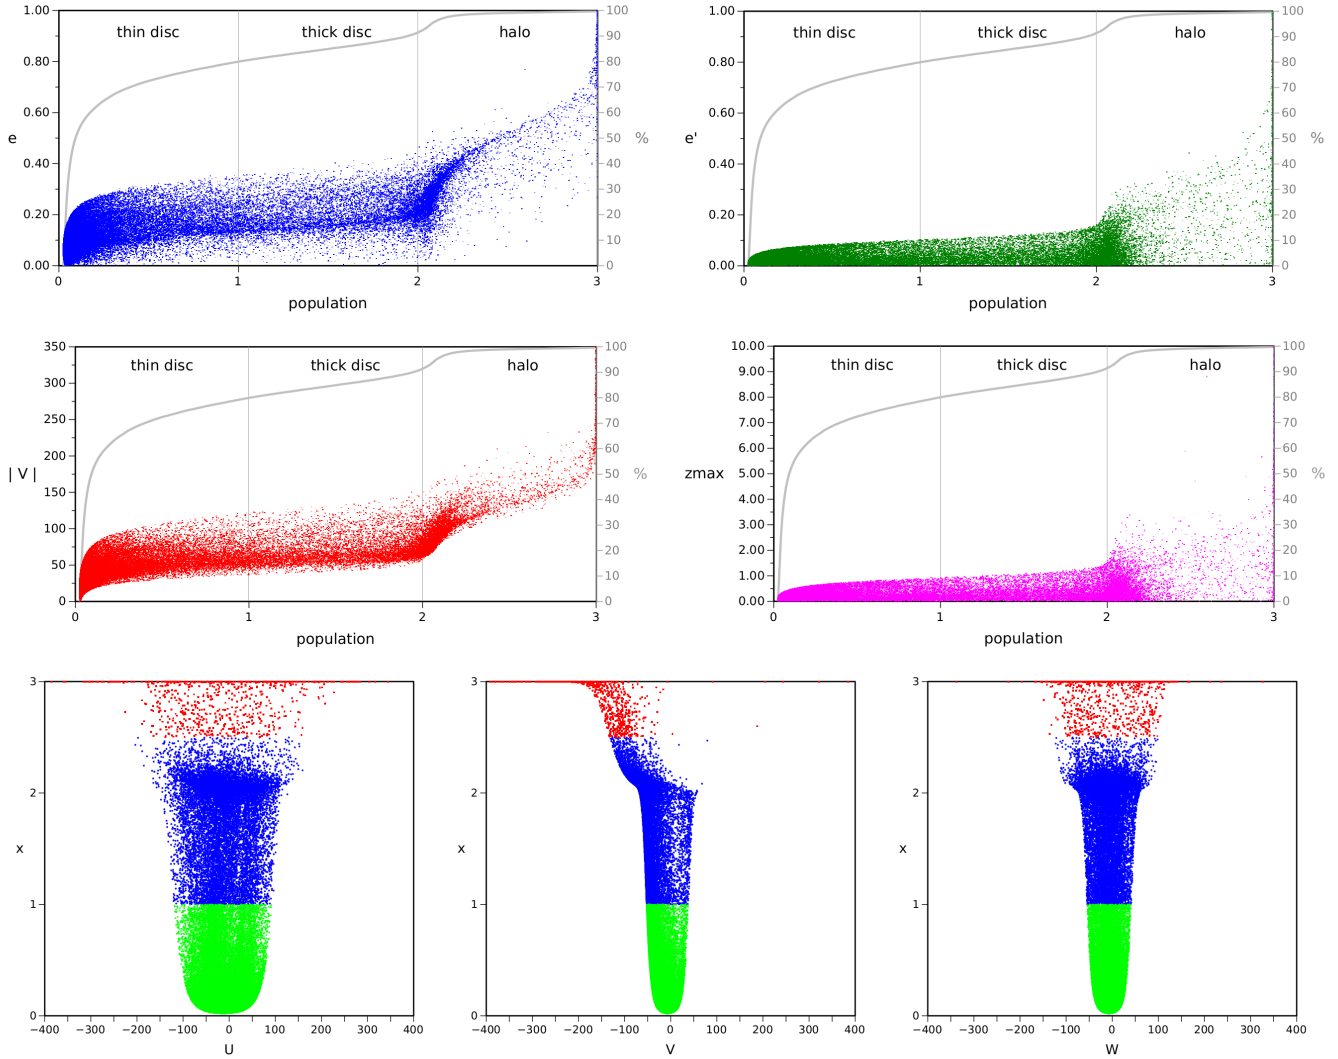 1.00 0.80 0.60 0.40 0.20 0.00
e
thin disc thick disc halo
100 90 80 70 60 50 40 30 20 10 0
%
0 1 2 3
population
1.00 0.80 0.60 0.40 0.20 0.00
e'
thin disc thick disc halo
100 90 80 70 60 50 40 30 20 10 0
%
0 1 2 3
population
350 300 250 200 150 100 50 0
| V |
thin disc thick disc halo
100 90 80 70 60 50 40 30 20 10 0
%
0 1 2 3
population
10.00 9.00 8.00 7.00 6.00 5.00 4.00 3.00 2.00 1.00 0.00
zmax
thin disc thick disc halo
100 90 80 70 60 50 40 30 20 10 0
%
0 1 2 3
population
3 2 1 0
x
−400 −300 −200 −100 0 100 200 300 400
U
3 2 1 0
x
−400 −300 −200 −100 0 100 200 300 400
V
3 2 1 0
x
−400 −300 −200 −100 0 100 200 300 400
W